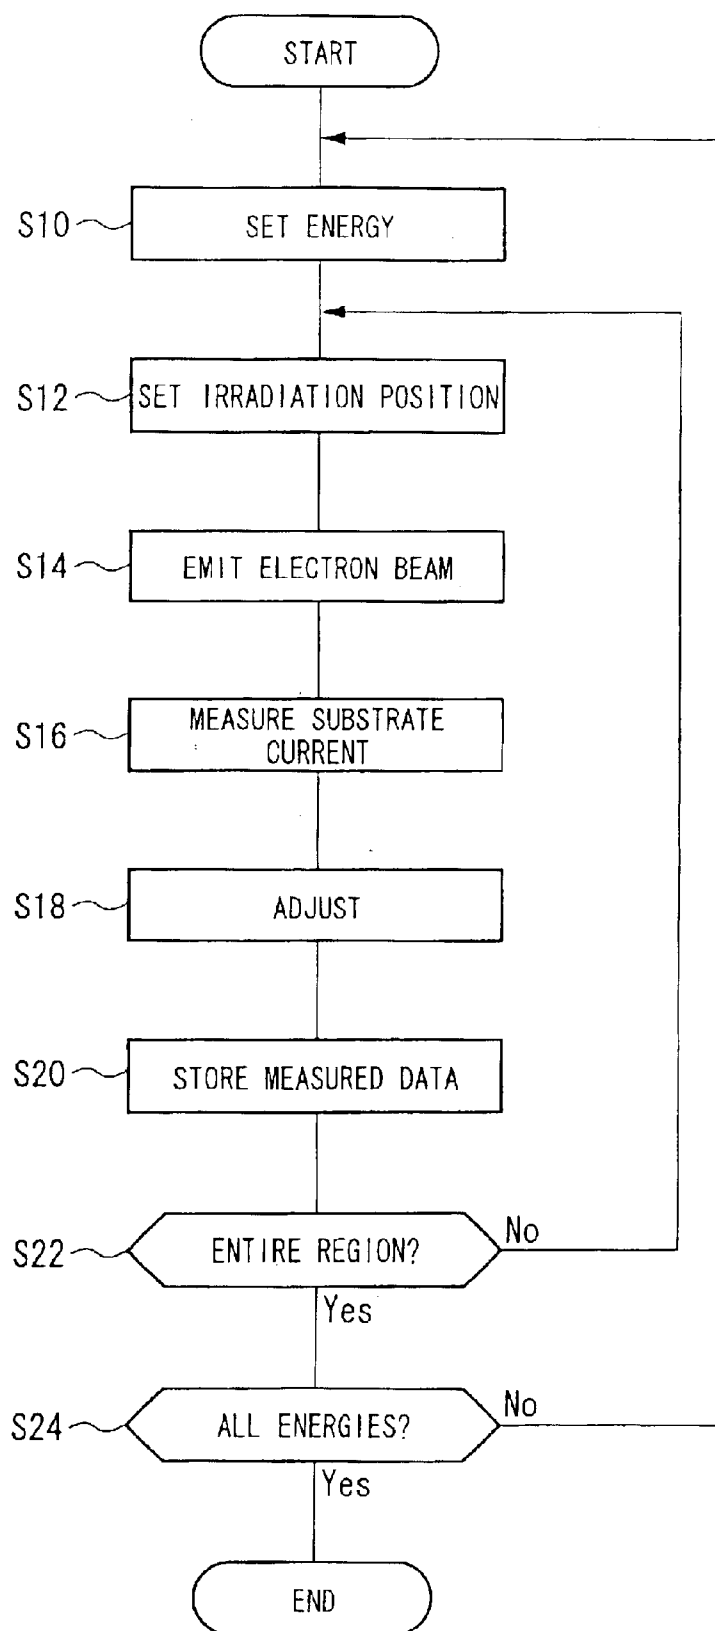 START
S10
SET ENERGY
S12
SET IRRADIATION POSITION
S14
EMIT ELECTRON BEAM
S16
MEASURE SUBSTRATE
CURRENT
S18
ADJUST
S20
STORE MEASURED DATA
S22
ENTIRE REGION?
No
Yes
S24
ALL ENERGIES?
No
Yes
END